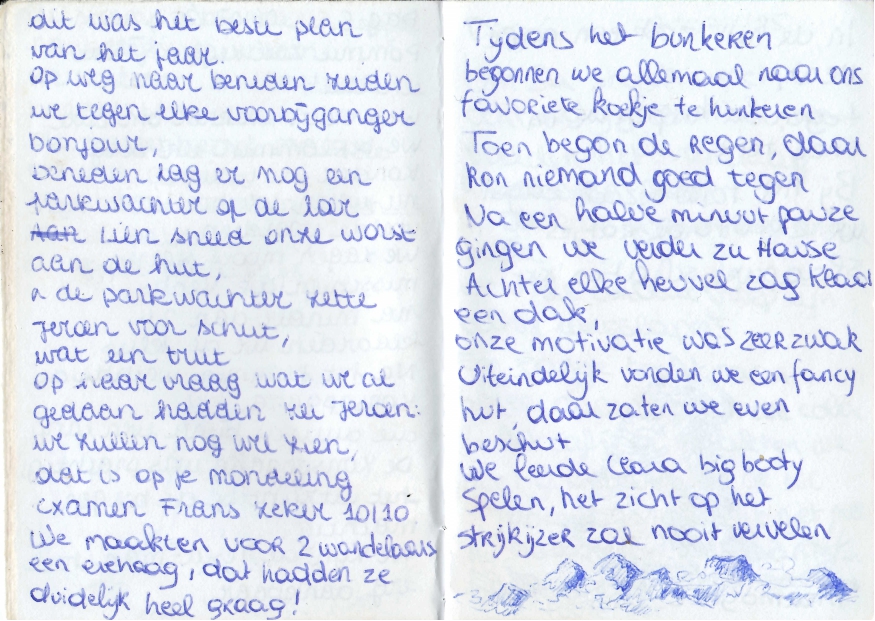 dit was het beste plan
van het jaar.
op weg naar beneden zeiden
we tegen elke voorbijganger
bonjour.
beneden lag er nog een
parkwachter op de loer
Aan Lien sneed onze worst
aan de hut,
de parkwachter zette
Jeroen voor schut,
wat een trut
op haar vraag wat we al
gedaan hadden zei Jeroen:
we zullen nog wel zien,
dat is op je mondeling
examen Frans zeker 10/10
We maakten voor 2 wandelaars
een erehaag, dat hadden ze
duidelijk heel graag!
Tijdens het bunkeren
begonnen we allemaal naar ons
favoriete koekje te hunkeren
Toen begon de regen, daar
kon niemand goed tegen
Na een halve minuut pauze
gingen we verder zu Hause
Achter elke heuvel zag Klaar
een dak,
onze motivatie was zeer zwak
Uiteindelijk vonden we een fancy
hut, daar zaten we even
beschut
We leerde Clara big booty
spelen, het zicht op het
strijkijzer zal nooit vervelen